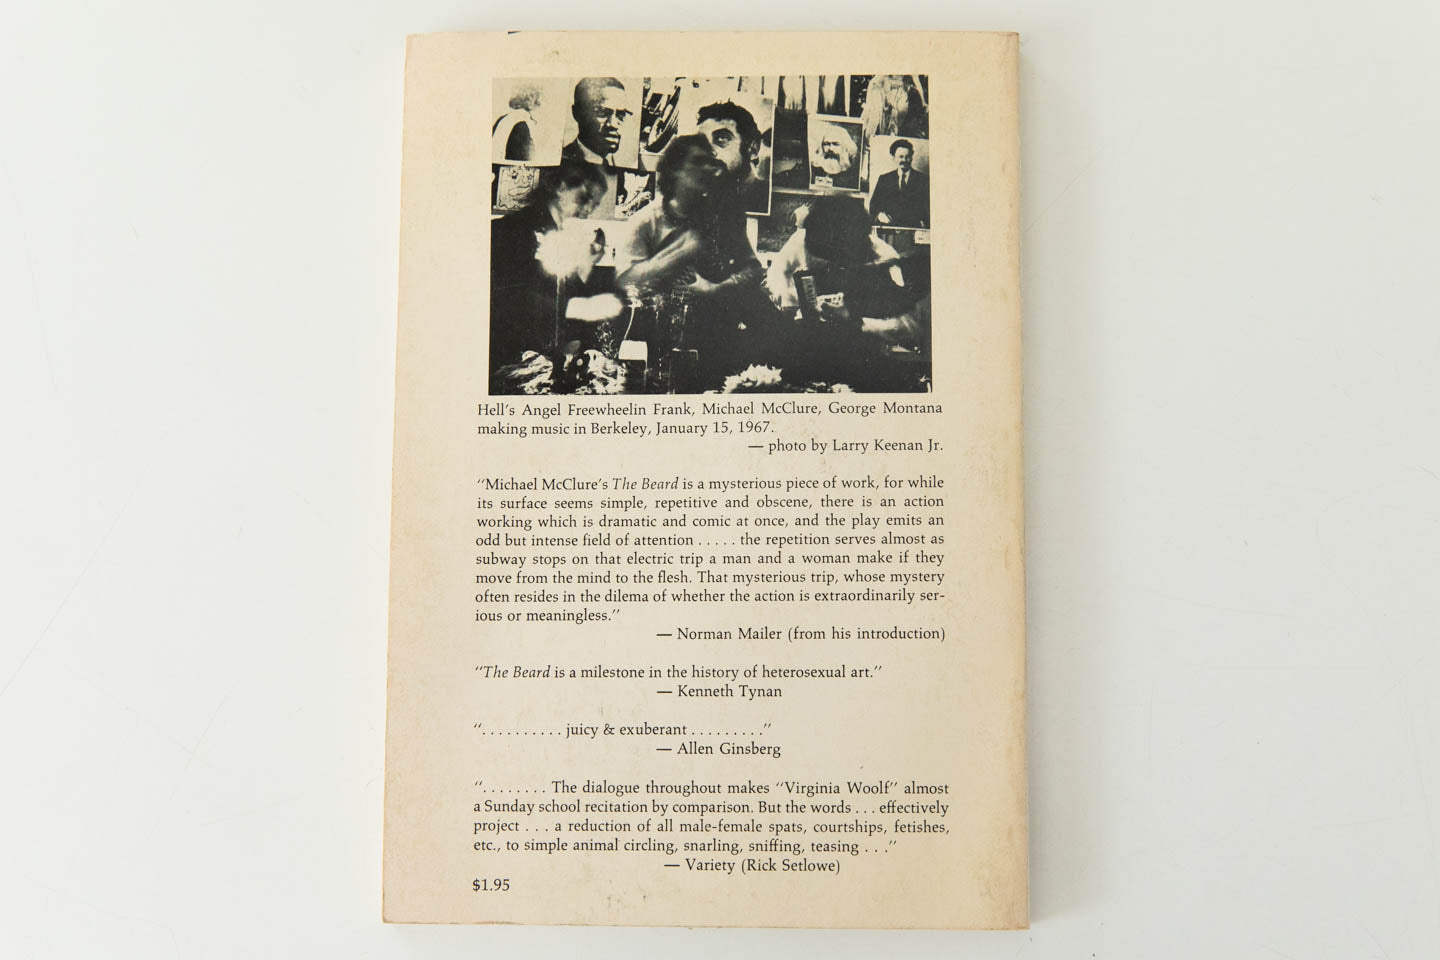 Hell's Angel Freewheelin Frank, Michael McClure, George Montana
making music in Berkeley, January 15, 1967.
— photo by Larry Keenan Jr.
"Michael McClure's The Beard is a mysterious piece of work, for while
its surface seems simple, repetitive and obscene, there is an action
working which is dramatic and comic at once, and the play emits an
odd but intense field of attention . . . . . the repetition serves almost as
subway stops on that electric trip a man and a woman make if they
move from the mind to the flesh. That mysterious trip, whose mystery
often resides in the dilema of whether the action is extraordinarily ser-
ious or meaningless."
— Norman Mailer (from his introduction)
"The Beard is a milestone in the history of heterosexual art."
— Kenneth Tynan
". . . . . . . . . . juicy & exuberant . . . . . . . . ."
— Allen Ginsberg
". . . . . . . . The dialogue throughout makes "Virginia Woolf" almost
a Sunday school recitation by comparison. But the words . . . effectively
project . . . a reduction of all male-female spats, courtships, fetishes,
etc., to simple animal circling, snarling, sniffing, teasing . . ."
— Variety (Rick Setlowe)
$1.95